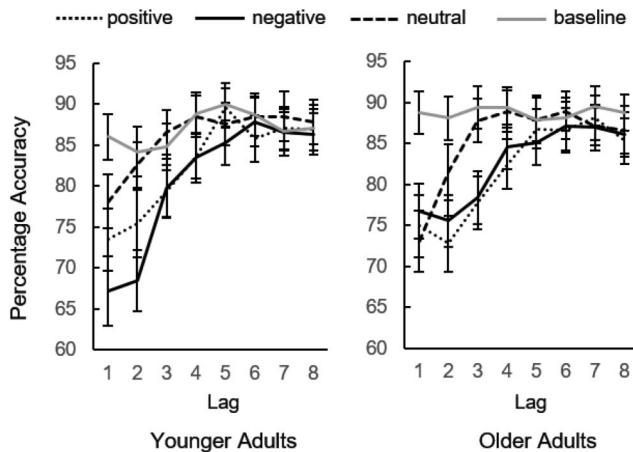 positive negative neutral baseline
Percentage Accuracy
95
90
85
80
75
70
65
60
1 2 3 4 5 6 7 8
Lag
Younger Adults
95
90
85
80
75
70
65
60
1 2 3 4 5 6 7 8
Lag
Older Adults